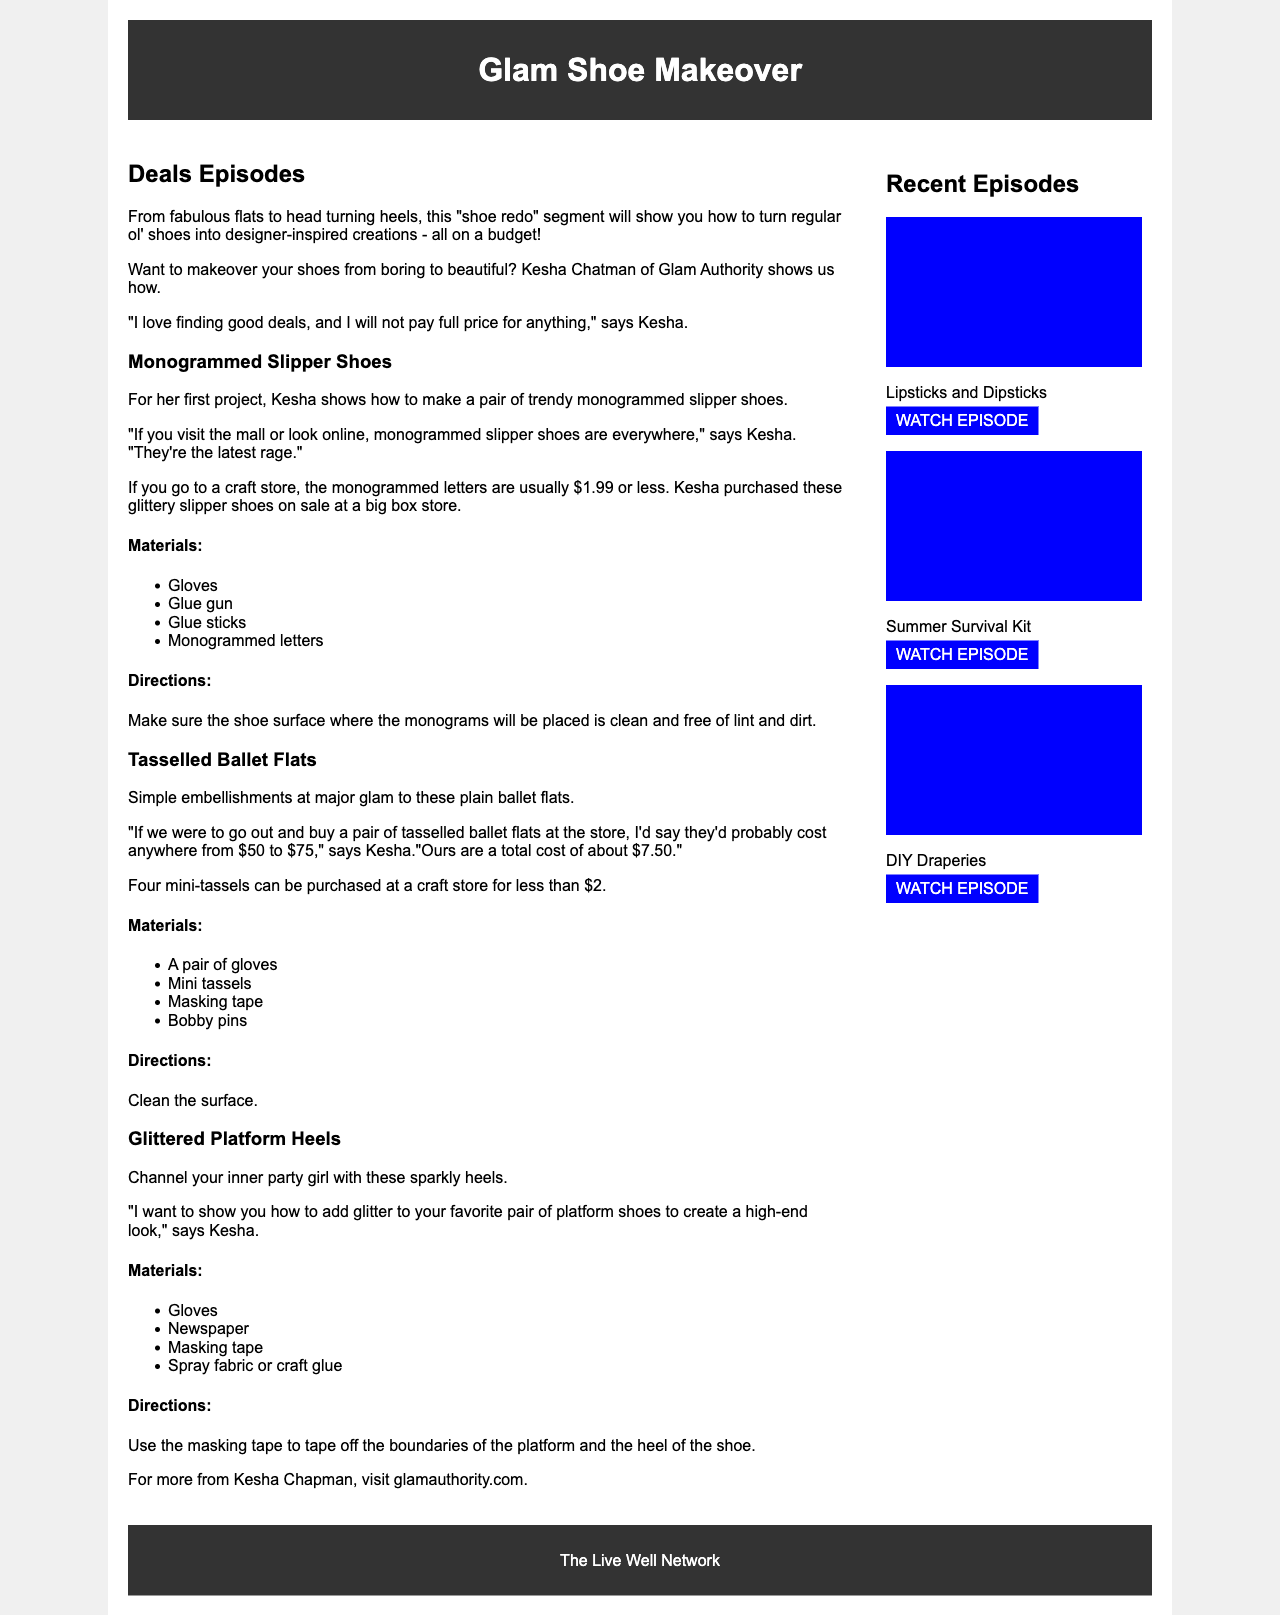 Glam Shoe Makeover
Deals Episodes
From fabulous flats to head turning heels, this "shoe redo" segment will show you how to turn regular
ol' shoes into designer-inspired creations - all on a budget!
Want to makeover your shoes from boring to beautiful? Kesha Chatman of Glam Authority shows us
how.
"I love finding good deals, and I will not pay full price for anything," says Kesha.
Monogrammed Slipper Shoes
For her first project, Kesha shows how to make a pair of trendy monogrammed slipper shoes.
"If you visit the mall or look online, monogrammed slipper shoes are everywhere," says Kesha.
"They're the latest rage."
If you go to a craft store, the monogrammed letters are usually $1.99 or less. Kesha purchased these
glittery slipper shoes on sale at a big box store.
Materials:
• Gloves
• Glue gun
• Glue sticks
• Monogrammed letters
Directions:
Make sure the shoe surface where the monograms will be placed is clean and free of lint and dirt.
Tasselled Ballet Flats
Simple embellishments at major glam to these plain ballet flats.
"If we were to go out and buy a pair of tasselled ballet flats at the store, I'd say they'd probably cost
anywhere from $50 to $75," says Kesha."Ours are a total cost of about $7.50."
Four mini-tassels can be purchased at a craft store for less than $2.
Materials:
• A pair of gloves
• Mini tassels
• Masking tape
• Bobby pins
Directions:
Clean the surface.
Glittered Platform Heels
Channel your inner party girl with these sparkly heels.
"I want to show you how to add glitter to your favorite pair of platform shoes to create a high-end
look," says Kesha.
Materials:
• Gloves
• Newspaper
• Masking tape
• Spray fabric or craft glue
Directions:
Use the masking tape to tape off the boundaries of the platform and the heel of the shoe.
For more from Kesha Chapman, visit glamauthority.com.
Recent Episodes
Lipsticks and Dipsticks
WATCH EPISODE
Summer Survival Kit
WATCH EPISODE
DIY Draperies
WATCH EPISODE
The Live Well Network